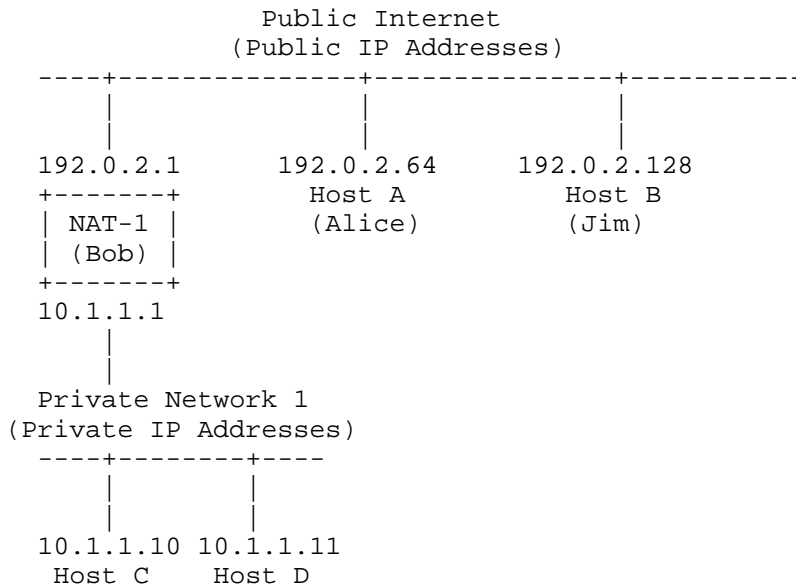 Public Internet
(Public IP Addresses)
192.0.2.1 192.0.2.64 192.0.2.128
Host A Host B
NAT-1 (Alice) (Jim)
(Bob)
10.1.1.1
Private Network 1
(Private IP Addresses)
10.1.1.10 10.1.1.11
Host C Host D